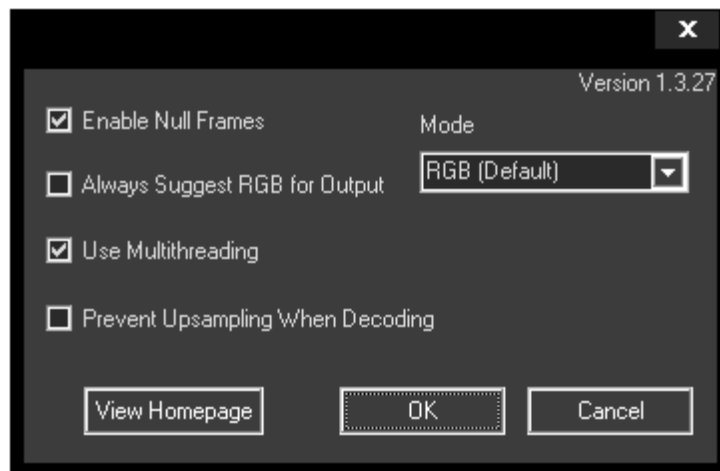 X
Version 1.3.27
Enable Null Frames
Mode
Always Suggest RGB for Output
RGB (Default)
Use Multithreading
Prevent Upsampling When Decoding
View Homepage
OK
Cancel